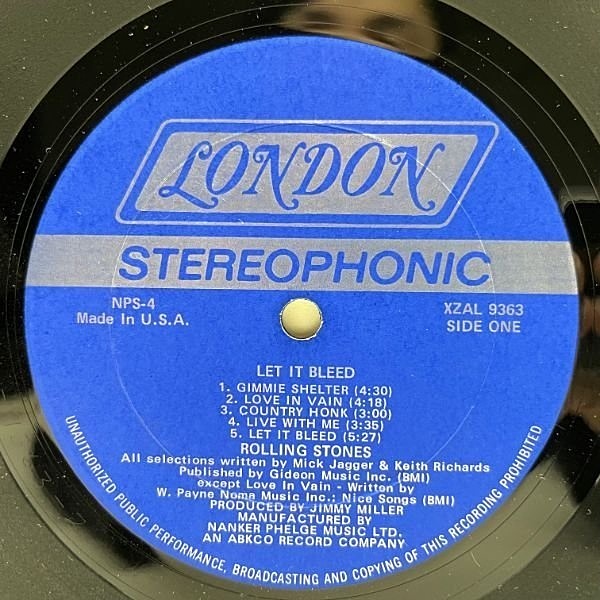 LONDON
STEREOPHONIC
NPS-4
Made In U.S.A.
XZAL 9363
SIDE ONE
LET IT BLEED
1. GIMMIE SHELTER (4:30)
2. LOVE IN VAIN (4:18)
3. COUNTRY HONK (3:00)
4. LIVE WITH ME (3:35)
5. LET IT BLEED (5:27)
ROLLING STONES
All selections written by Mick Jagger & Keith Richards
Published by Gideon Music Inc. (BMI)
except Love In Vain - Written by
W. Payne Noma Music Inc.: Nice Songs (BMI)
PRODUCED BY JIMMY MILLER
MANUFACTURED BY
NANKER PHELGE MUSIC LTD.
AN ABKCO RECORD COMPANY
UNAUTHORIZED PUBLIC PERFORMANCE, BROADCASTING AND COPYING OF THIS RECORDING PROHIBITED